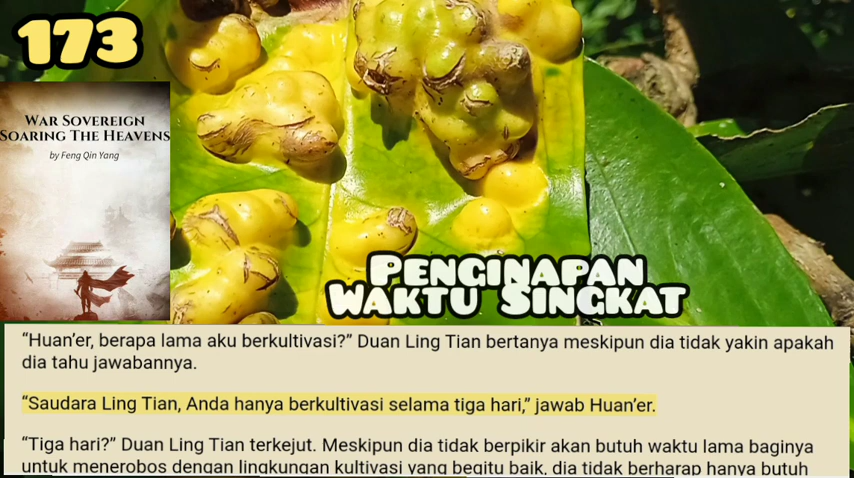 173
WAR SOVEREIGN
SOARING THE HEAVENS
by Feng Qin Yang
PENGINAPAN
WAKTU SINGKAT
“Huan’er, berapa lama aku berkultivasi?” Duan Ling Tian bertanya meskipun dia tidak yakin apakah
dia tahu jawabannya.
“Saudara Ling Tian, Anda hanya berkultivasi selama tiga hari,” jawab Huan’er.
“Tiga hari?” Duan Ling Tian terkejut. Meskipun dia tidak berpikir akan butuh waktu lama baginya
untuk menerobos dengan lingkungan kultivasi yang begitu baik, dia tidak berharap hanya butuh